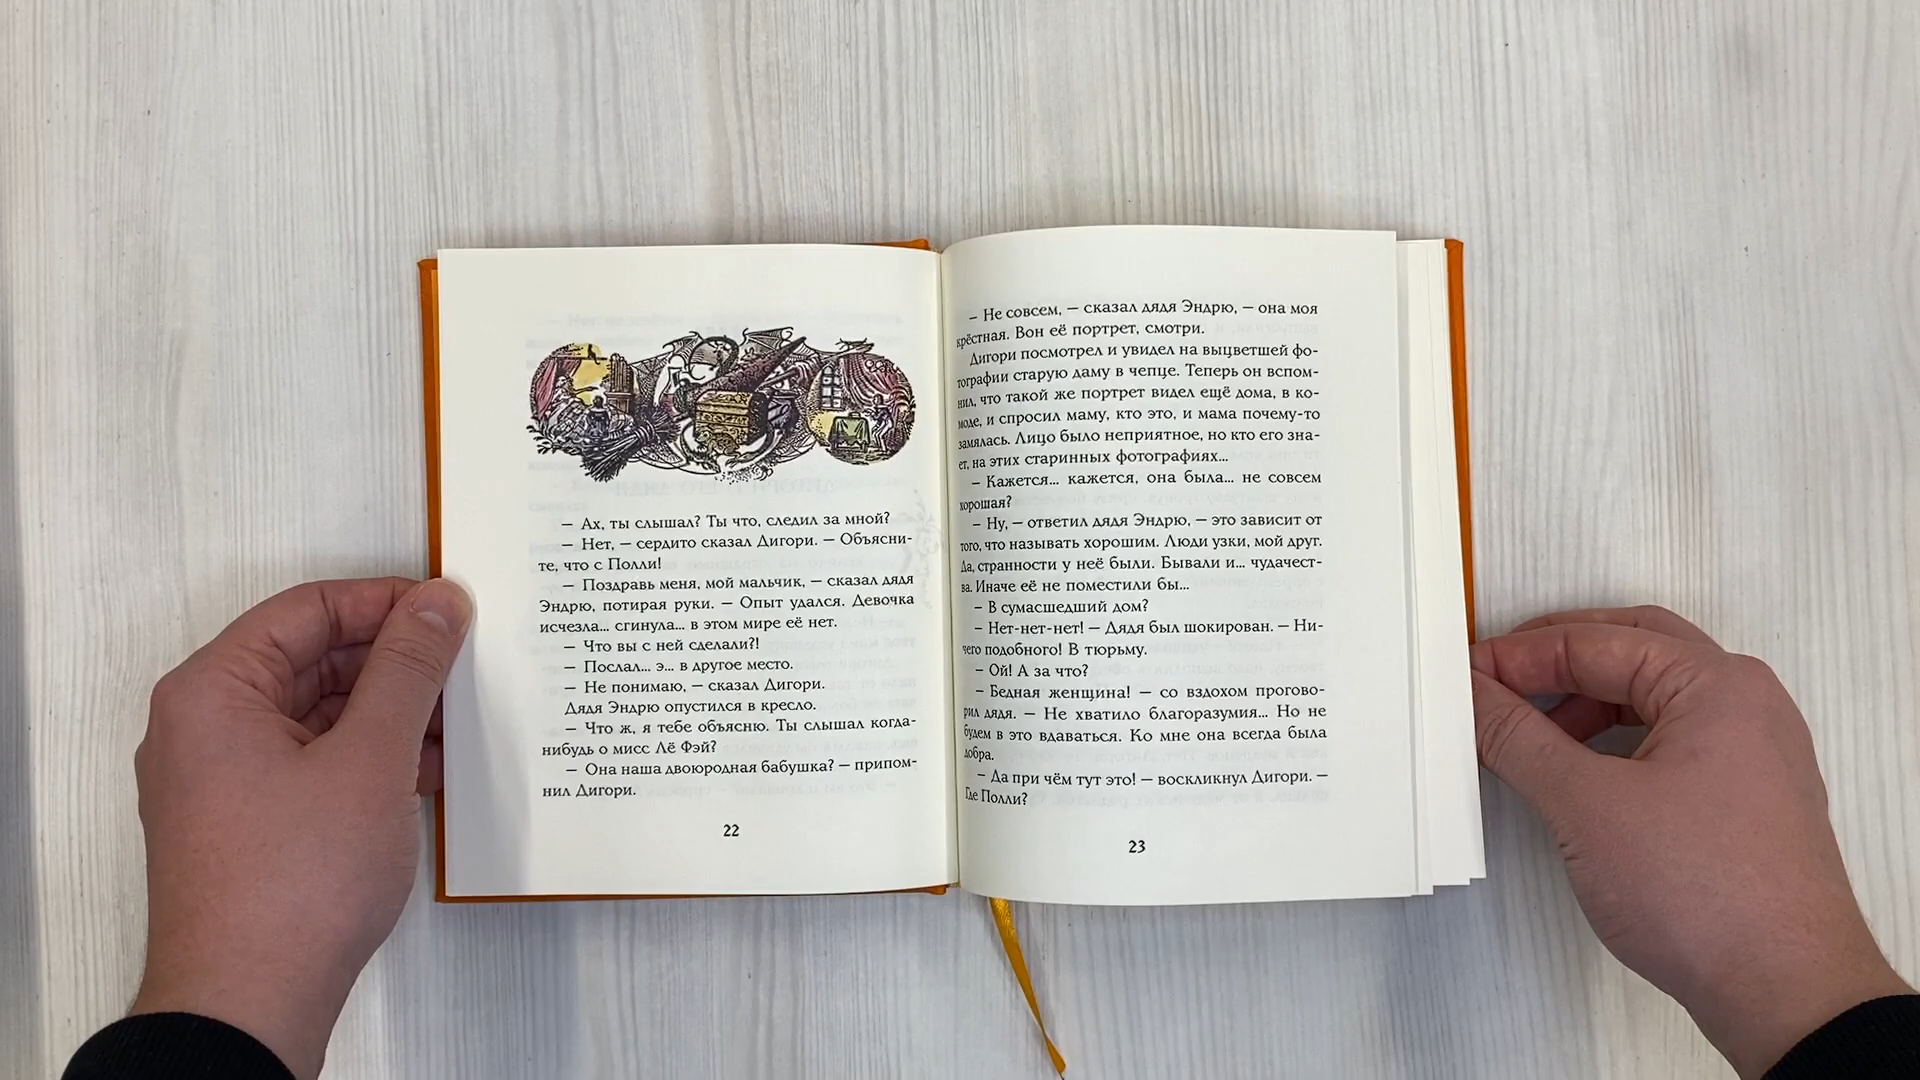 — Ах, ты слышал? Ты что, следил за мной?
— Нет, — сердито сказал Дигори. — Объясни-
те, что с Полли!
— Поздравь меня, мой мальчик, — сказал дядя
Эндрю, потирая руки. — Опыт удался. Девочка
исчезла... сгинула... в этом мире её нет.
— Что вы с ней сделали?!
— Послал... э... в другое место.
— Не понимаю, — сказал Дигори.
Дядя Эндрю опустился в кресло.
— Что ж, я тебе объясню. Ты слышал когда-
нибудь о мисс Лё Фэй?
— Она наша двоюродная бабушка? — припом-
нил Дигори.
22
— Не совсем, — сказал дядя Эндрю, — она моя
крёстная. Вон её портрет, смотри.
Дигори посмотрел и увидел на выцветшей фо-
тографии старую даму в чепце. Теперь он вспом-
нил, что такой же портрет видел ещё дома, в ко-
моде, и спросил маму, кто это, и мама почему-то
замялась. Лицо было неприятное, но кто его зна-
ет, на этих старинных фотографиях...
— Кажется... кажется, она была... не совсем
хорошая?
— Ну, — ответил дядя Эндрю, — это зависит от
того, что называть хорошим. Люди узки, мой друг.
Да, странности у неё были. Бывали и... чудачест-
ва. Иначе её не поместили бы...
— В сумасшедший дом?
— Нет-нет-нет! — Дядя был шокирован. — Ни-
чего подобного! В тюрьму.
— Ой! А за что?
— Бедная женщина! — со вздохом прогово-
рил дядя. — Не хватило благоразумия... Но не
будем в это вдаваться. Ко мне она всегда была
добра.
— Да при чём тут это! — воскликнул Дигори. —
Где Полли?
23